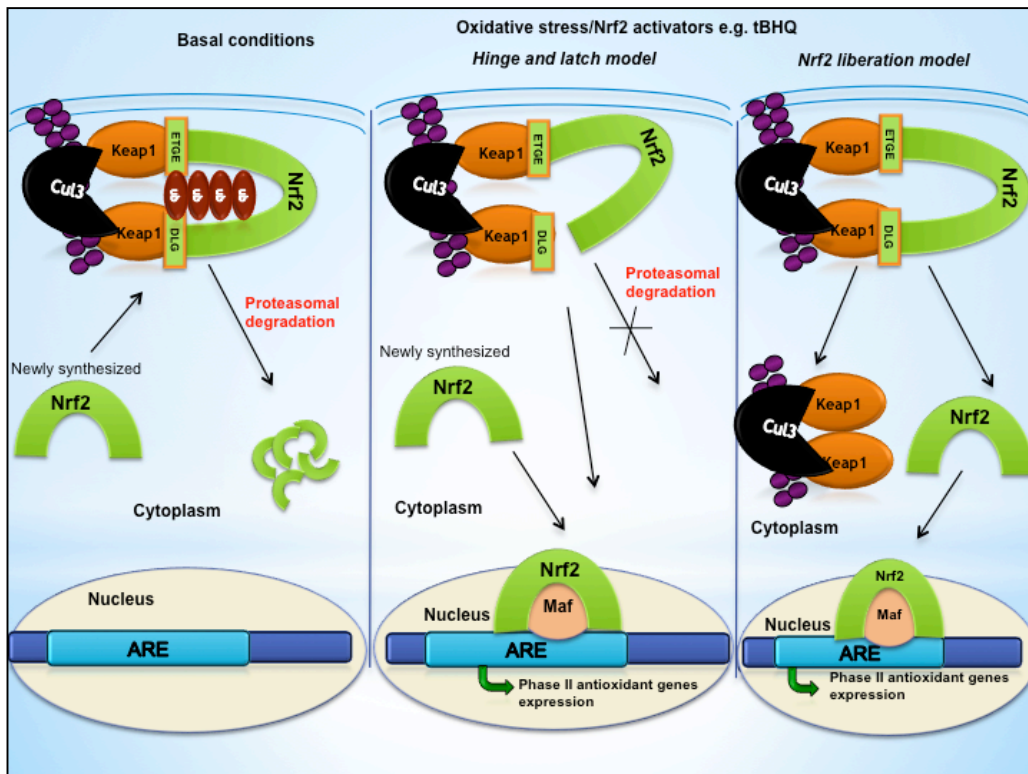 Basal conditions
Keap1
ETGE
Cul3
Nrf2
& & & &
Keap1
DLG
Proteasomal
degradation
Newly synthesized
Nrf2
Cytoplasm
Nucleus
ARE
Oxidative stress/Nrf2 activators e.g. tBHQ
Hinge and latch model
Keap1
ETGE
Nrf2
Cul3
Keap1
DLG
Proteasomal
degradation
Newly synthesized
Nrf2
Cytoplasm
Nrf2
Maf
Nucleus
ARE
Phase II antioxidant genes
expression
Nrf2 liberation model
Keap1
ETGE
Cul3
Nrf2
Keap1
DLG
Keap1
Cul3
Keap1
Nrf2
Cytoplasm
Nrf2
Maf
Nucleus
ARE
Phase II antioxidant genes
expression